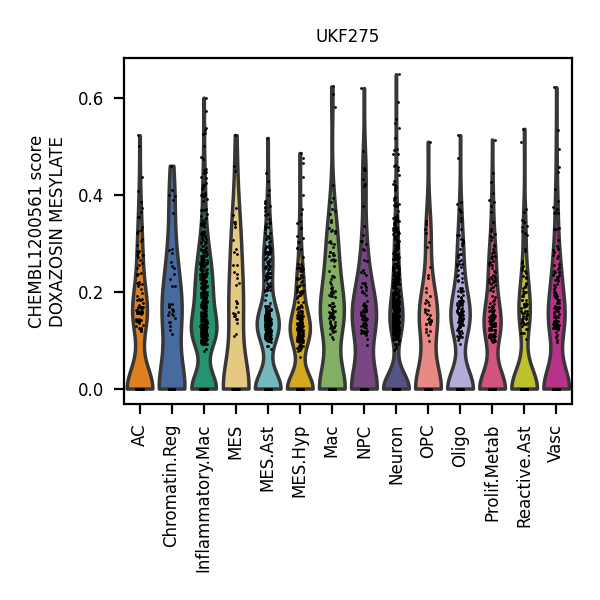 UKF275
CHEMBL1200561 score
DOXAZOSIN MESYLATE
0.6
0.4
0.2
0.0
AC
Chromatin.Reg
Inflammatory.Mac
MES
MES.Ast
MES.Hyp
Mac
NPC
Neuron
OPC
Oligo
Prolif.Metab
Reactive.Ast
Vasc